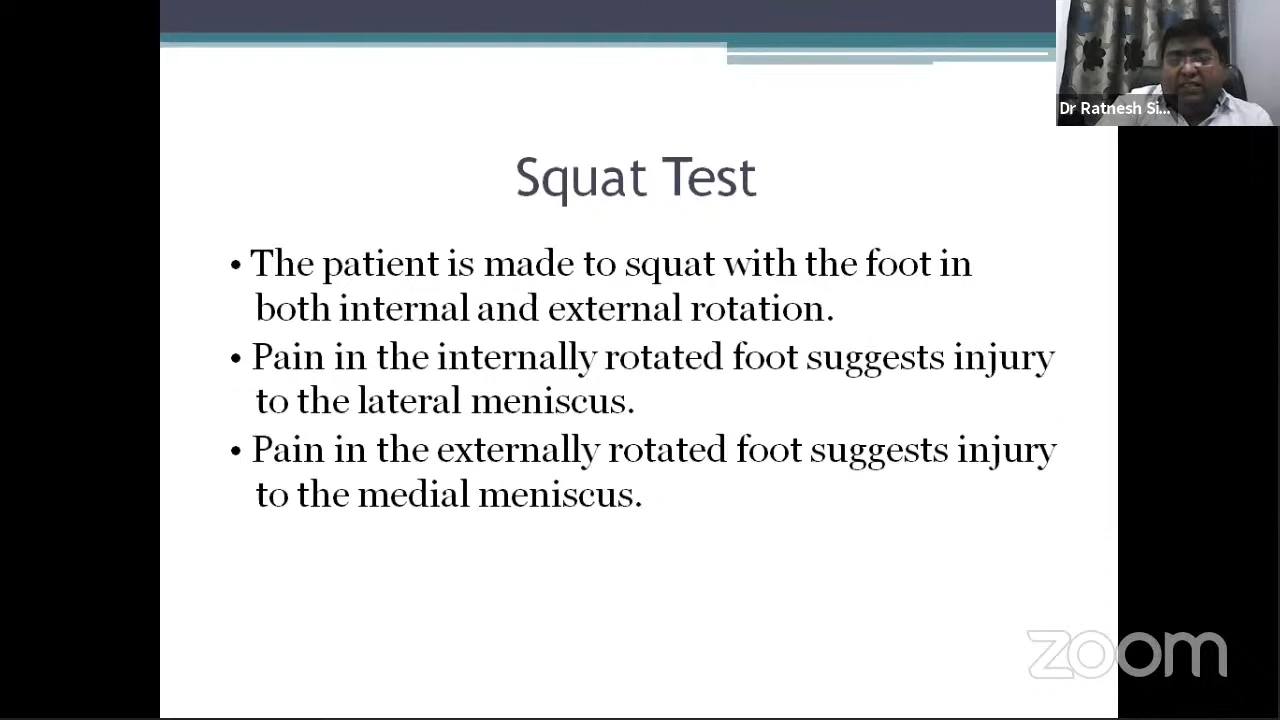 Dr Ratnesh Si...
Squat Test
• The patient is made to squat with the foot in
both internal and external rotation.
• Pain in the internally rotated foot suggests injury
to the lateral meniscus.
• Pain in the externally rotated foot suggests injury
to the medial meniscus.
zoom